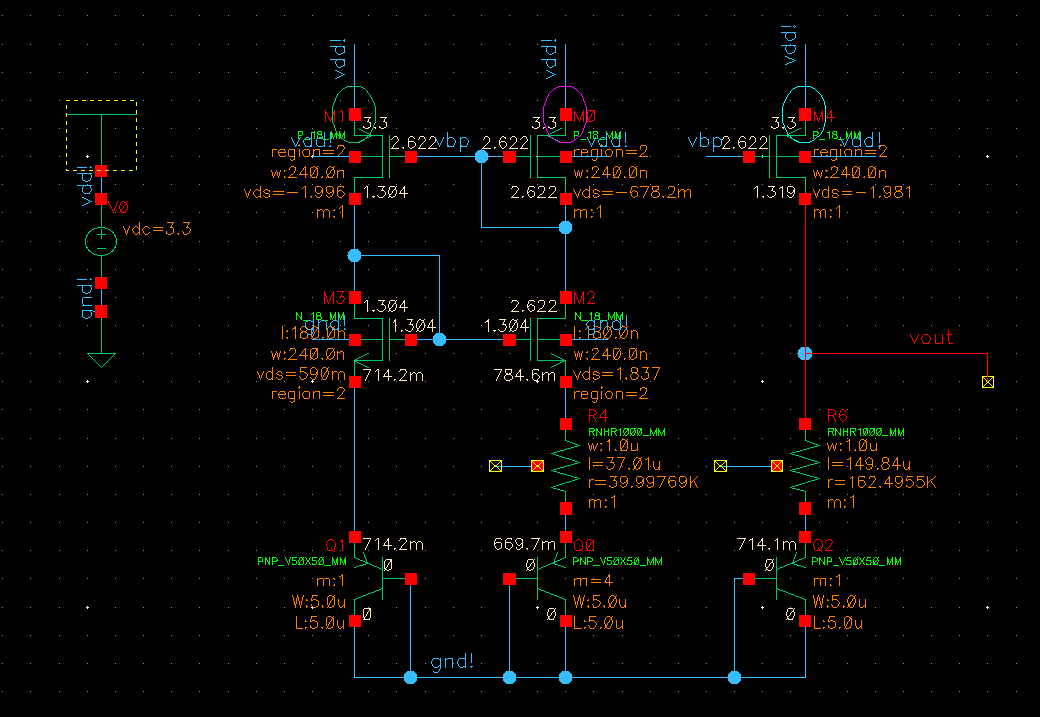 vdd!
V0
vdc=3.3
gnd!
vdd!
M1
3.3
P_18_MM
vdd!
2.622
region=2
w:240.0n
vds=-1.996
1.304
m:1
vbp
vdd!
M0
3.3
P_18_MM
vdd!
2.622
region=2
w:240.0n
vds=-678.2m
2.622
m:1
vdd!
M4
3.3
P_18_MM
vdd!
vbp
2.622
region=2
w:240.0n
vds=-1.981
1.319
m:1
M3
1.304
N_18_MM
gnd!
l:180.0n
1.304
w:240.0n
vds=590m
714.2m
region=2
M2
2.622
N_18_MM
gnd!
1.304
l:180.0n
w:240.0n
vds=1.837
784.6m
region=2
vout
R4
RNHR1000_MM
w:1.0u
l=37.01u
r=39.99769K
m:1
R6
RNHR1000_MM
w:1.0u
l=149.84u
r=162.4955K
m:1
Q1
714.2m
PNP_V50X50_MM
0
m:1
W:5.0u
0
L:5.0u
669.7m
Q0
PNP_V50X50_MM
0
m=4
W:5.0u
0
L:5.0u
714.1m
Q2
PNP_V50X50_MM
0
m:1
W:5.0u
0
L:5.0u
gnd!